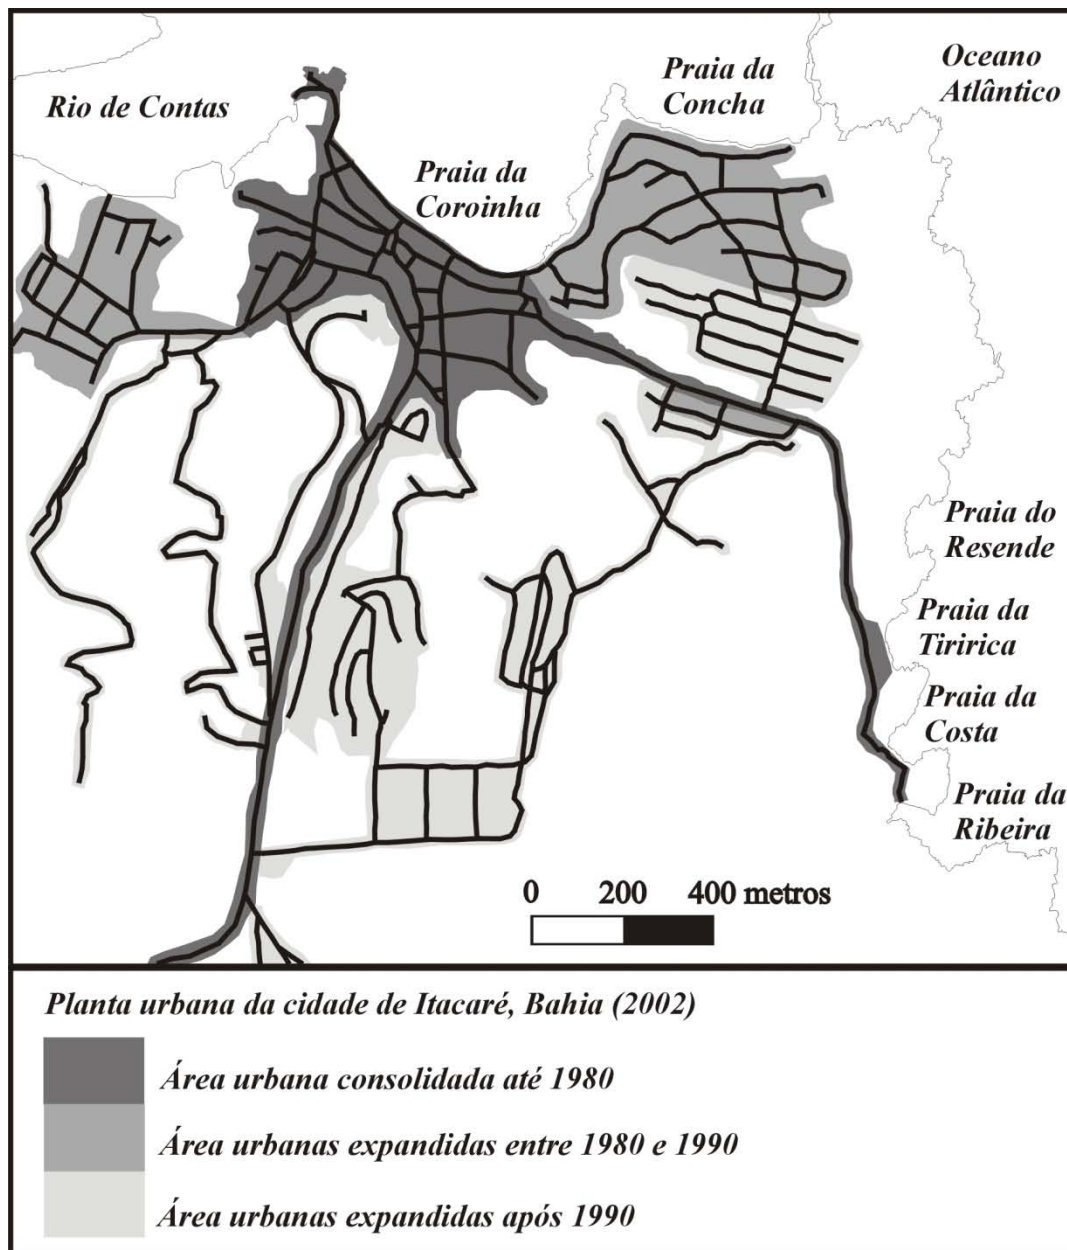 Rio de Contas
Praia da
Concha
Oceano
Atlântico
Praia da
Coroinha
Praia do
Resende
Praia da
Tiririca
Praia da
Costa
Praia da
Ribeira
0 200 400 metros
Planta urbana da cidade de Itacaré, Bahia (2002)
Área urbana consolidada até 1980
Área urbanas expandidas entre 1980 e 1990
Área urbanas expandidas após 1990